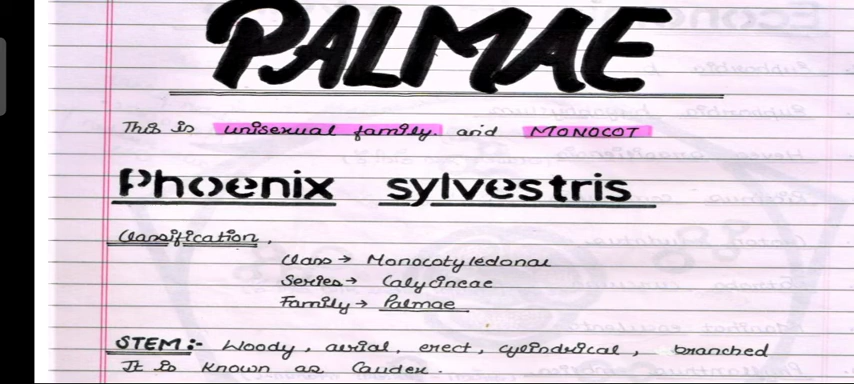 PALMAE
This is unisexual family. and MONOCOT
Phoenix sylvestris
Classification,
Class → Monocotyledonae
Series → Calycineae
Family → Palmae
STEM:- Woody, aerial, erect, cylindrical, branched
It is known as Caudex.